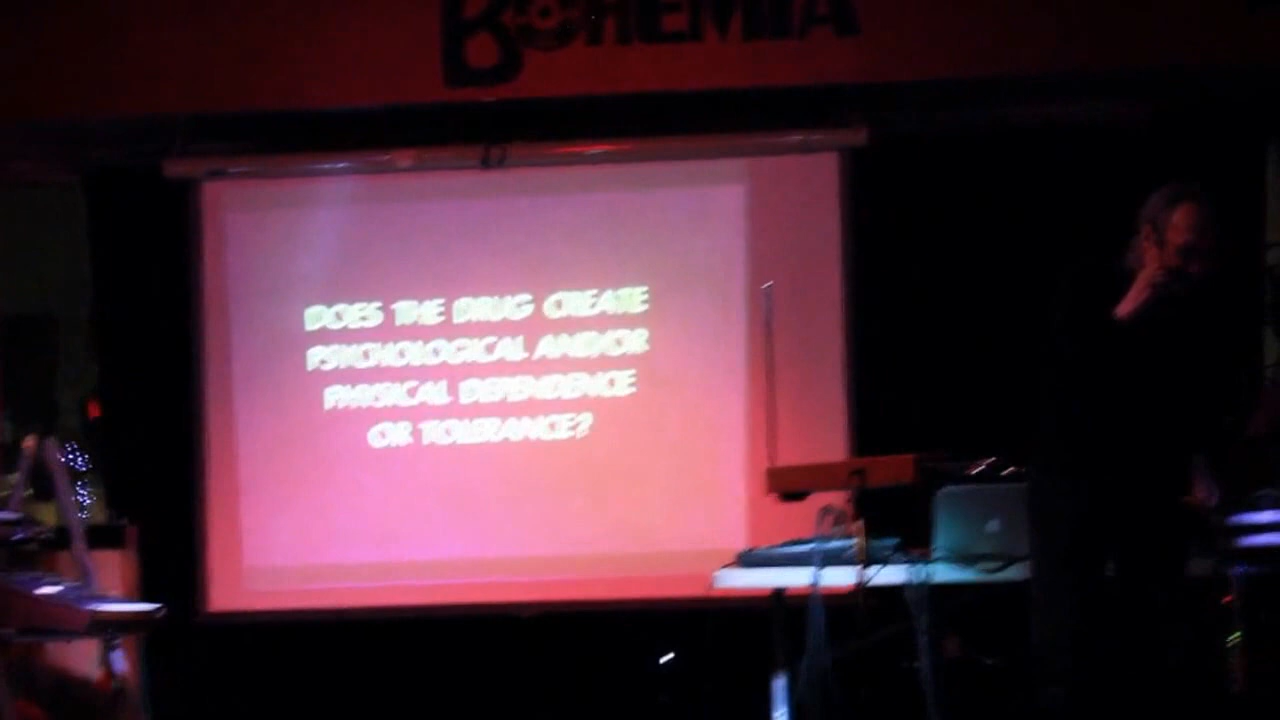 BOHEMIA
DOES THE DRUG CREATE
PSYCHOLOGICAL AND/OR
PHYSICAL DEPENDENCE
OR TOLERANCE?